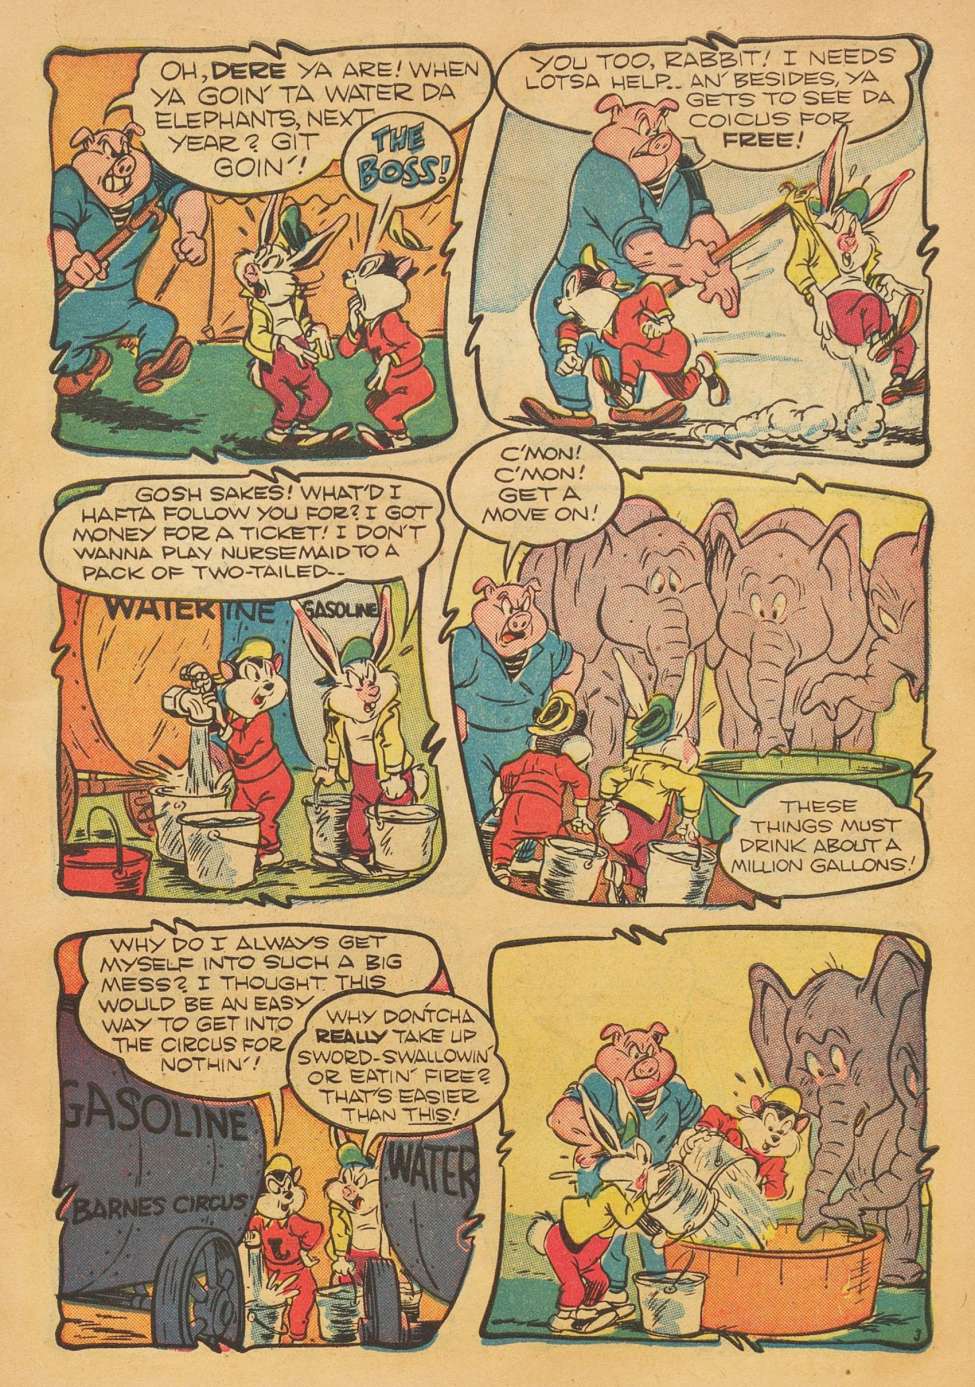 OH, DERE YA ARE! WHEN
YA GOIN' TA WATER DA
ELEPHANTS, NEXT
YEAR? GIT
GOIN'!
THE
BOSS!
YOU TOO, RABBIT! I NEEDS
LOTSA HELP.. AN' BESIDES, YA
GETS TO SEE DA
COICUS FOR
FREE!
GOSH SAKES! WHAT'D I
HAFTA FOLLOW YOU FOR? I GOT
MONEY FOR A TICKET! I DON'T
WANNA PLAY NURSEMAID TO A
PACK OF TWO-TAILED--
WATER
INE
GASOLINE
C'MON!
C'MON!
GET A
MOVE ON!
THESE
THINGS MUST
DRINK ABOUT A
MILLION GALLONS!
WHY DO I ALWAYS GET
MYSELF INTO SUCH A BIG
MESS? I THOUGHT THIS
WOULD BE AN EASY
WAY TO GET INTO
THE CIRCUS FOR
NOTHIN'!
WHY DON'TCHA
REALLY TAKE UP
SWORD-SWALLOWIN'
OR EATIN' FIRE?
THAT'S EASIER
THAN THIS!
GASOLINE
BARNES CIRCUS
WATER
L
3